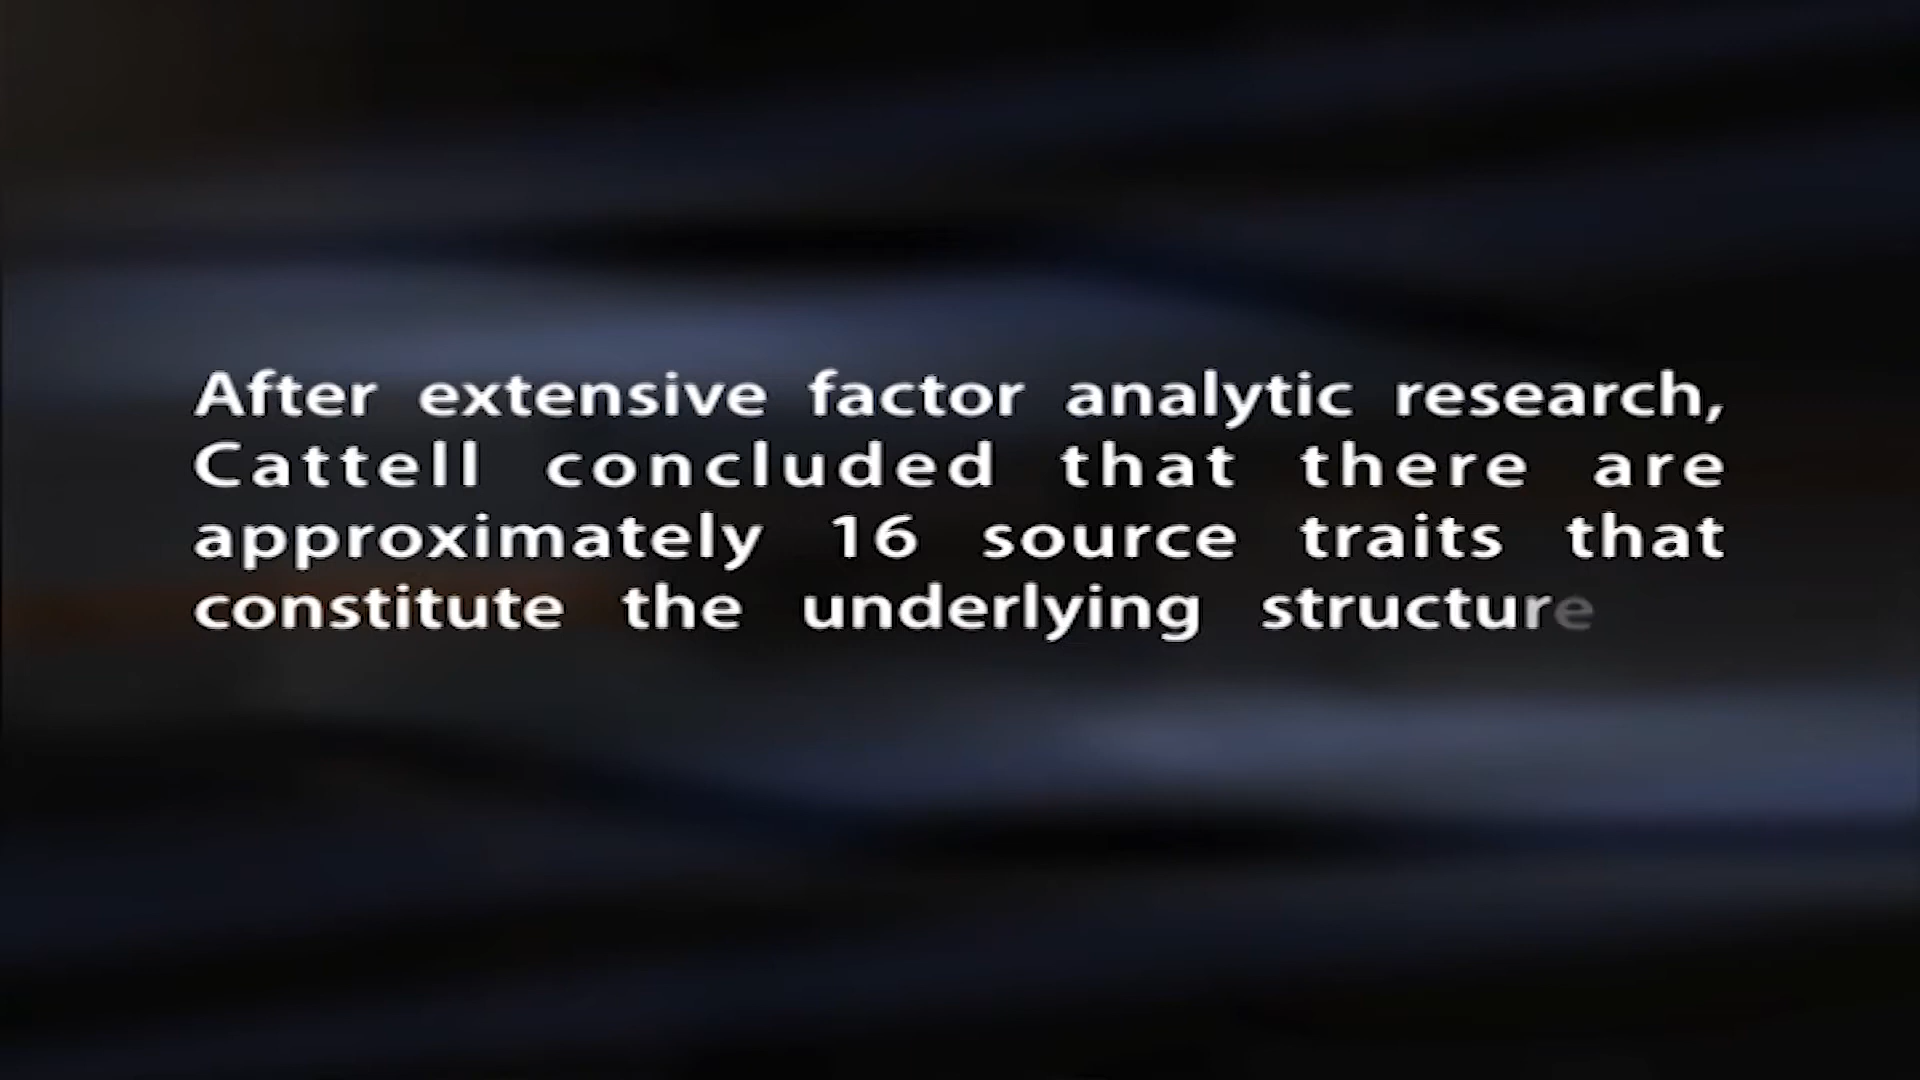 After extensive factor analytic research,
Cattell concluded that there are
approximately 16 source traits that
constitute the underlying structure